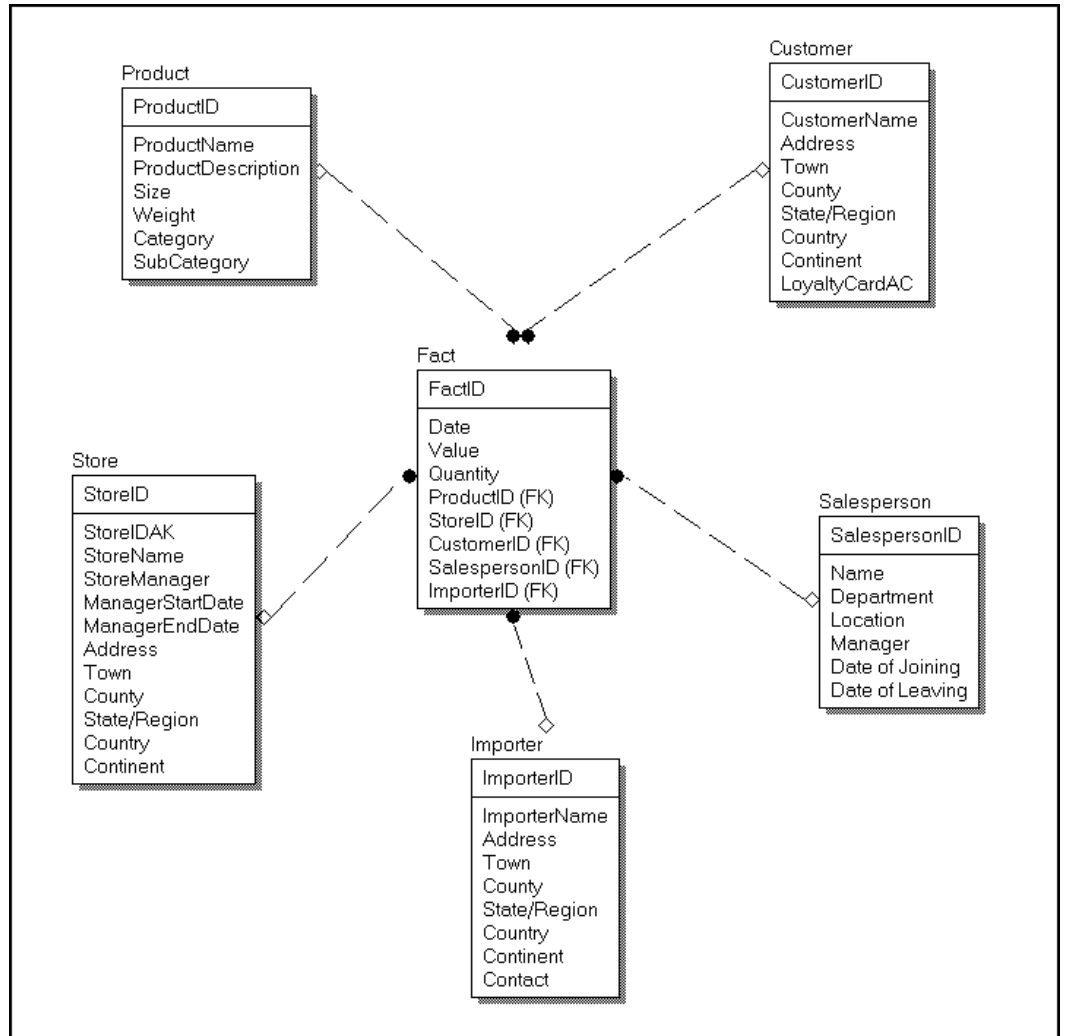 Product
ProductID
ProductName
ProductDescription
Size
Weight
Category
SubCategory
Customer
CustomerID
CustomerName
Address
Town
County
State/Region
Country
Continent
LoyaltyCardAC
Fact
FactID
Date
Value
Quantity
ProductID (FK)
StoreID (FK)
CustomerID (FK)
SalespersonID (FK)
ImporterID (FK)
Store
StoreID
StoreIDAK
StoreName
StoreManager
ManagerStartDate
ManagerEndDate
Address
Town
County
State/Region
Country
Continent
Salesperson
SalespersonID
Name
Department
Location
Manager
Date of Joining
Date of Leaving
Importer
ImporterID
ImporterName
Address
Town
County
State/Region
Country
Continent
Contact